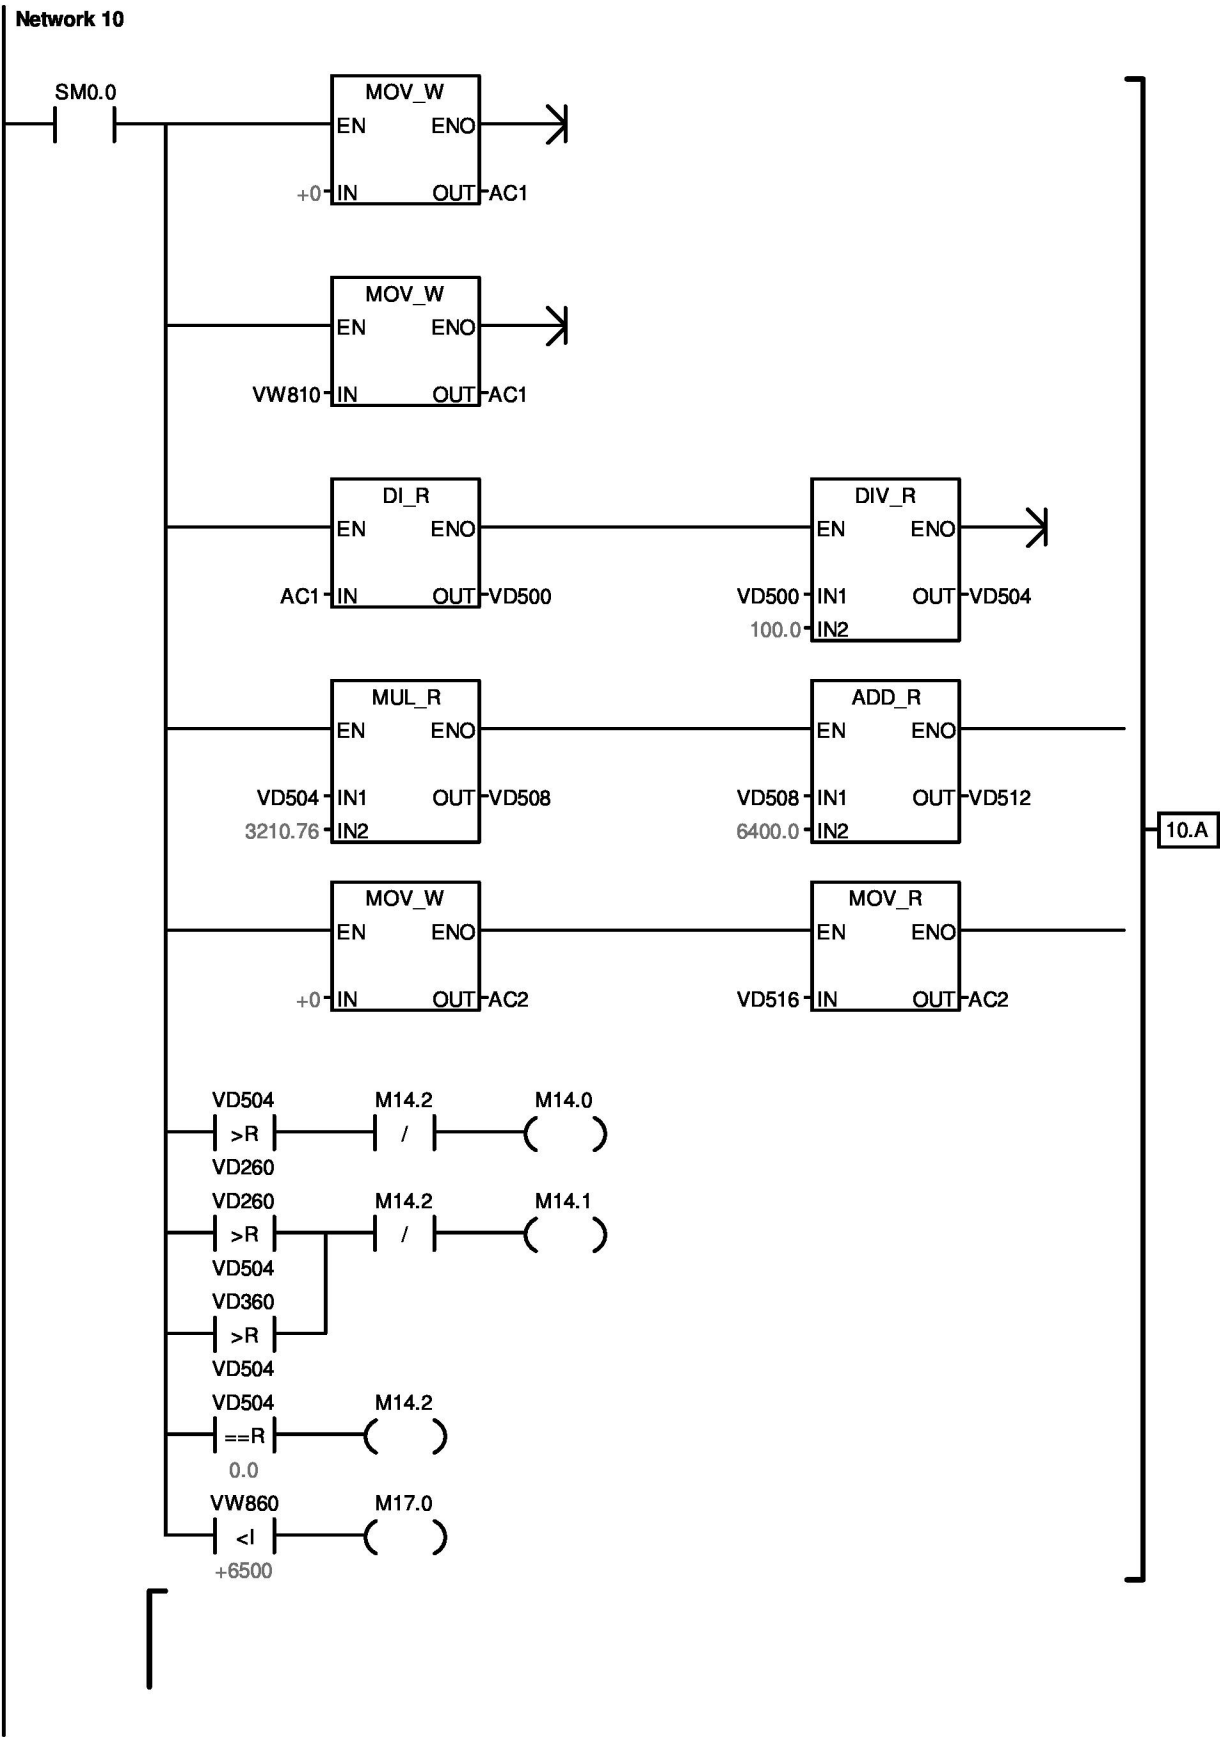 Network 10
SM0.0
MOV_W
EN ENO
+0 IN OUT AC1
MOV_W
EN ENO
VW810 IN OUT AC1
DI_R DIV_R
EN ENO EN ENO
AC1 IN OUT VD500 VD500 IN1 OUT VD504
100.0 IN2
MUL_R ADD_R
EN ENO EN ENO
VD504 IN1 OUT VD508 VD508 IN1 OUT VD512
3210.76 IN2 6400.0 IN2
10.A
MOV_W MOV_R
EN ENO EN ENO
+0 IN OUT AC2 VD516 IN OUT AC2
VD504 M14.2 M14.0
>R /
VD260
VD260 M14.2 M14.1
>R /
VD504
VD360
>R
VD504
VD504 M14.2
==R
0.0
VW860 M17.0
<I
+6500